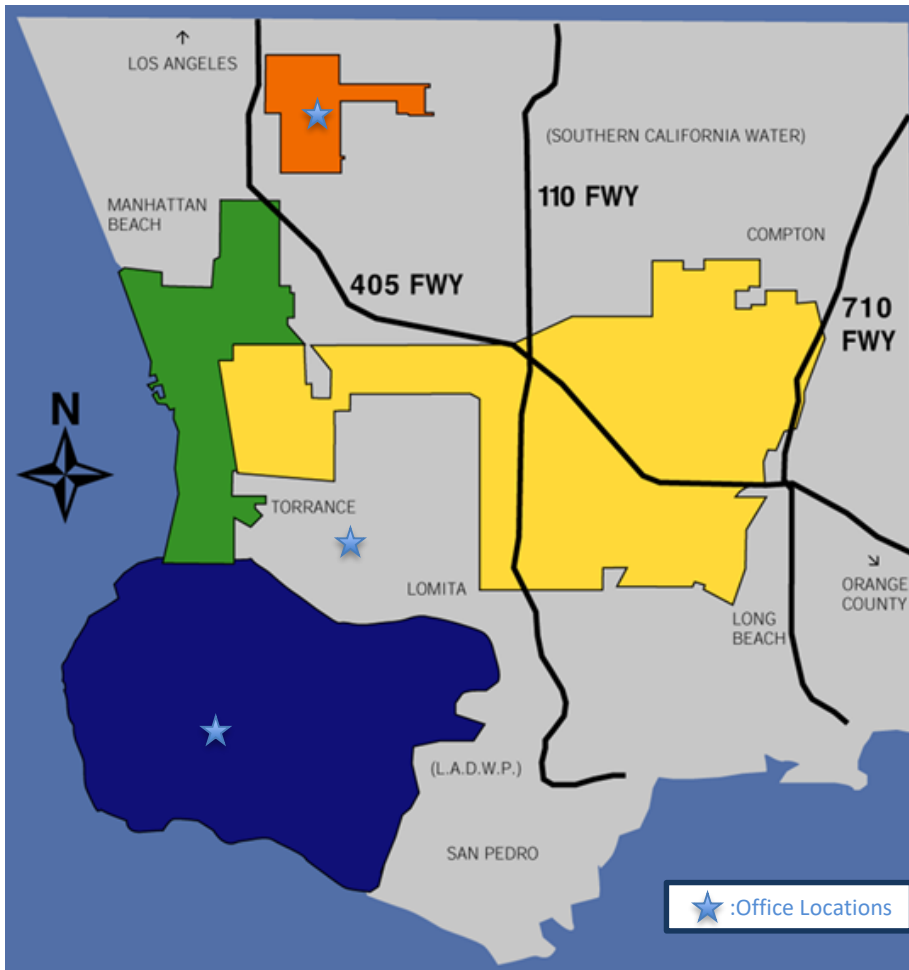 ↑
LOS ANGELES
(SOUTHERN CALIFORNIA WATER)
110 FWY
MANHATTAN
BEACH
COMPTON
405 FWY
710
FWY
N
TORRANCE
LOMITA
↘
ORANGE
COUNTY
LONG
BEACH
(L.A.D.W.P.)
SAN PEDRO
:Office Locations